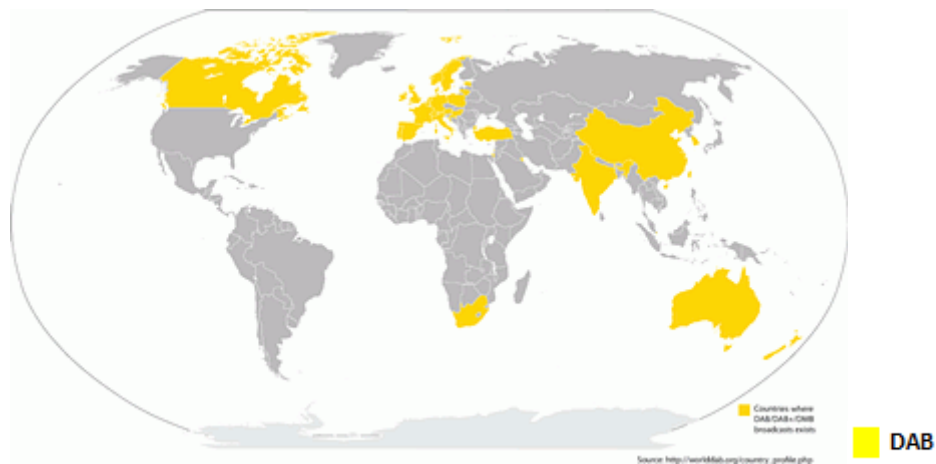 Countries where
DAB/DAB+/DMB
broadcasts exists
DAB
Source: http://worlddab.org/country_profile.php